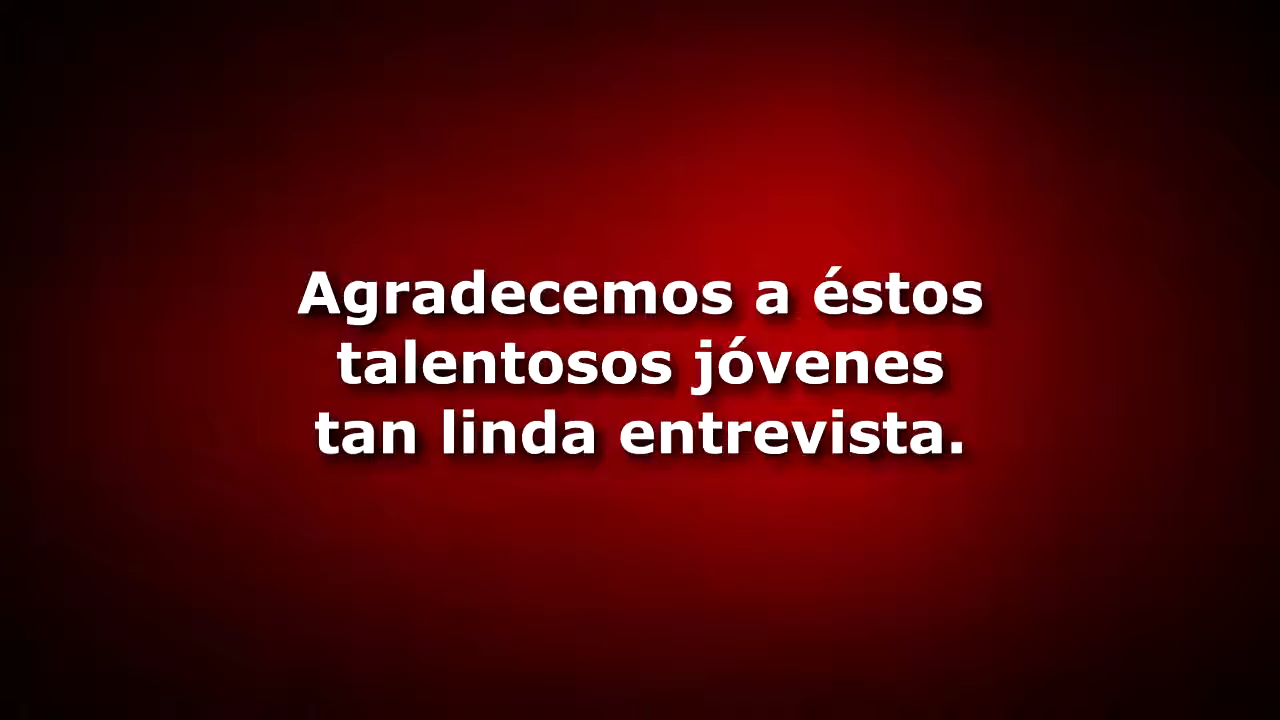 Agradecemos a éstos
talentosos jóvenes
tan linda entrevista.